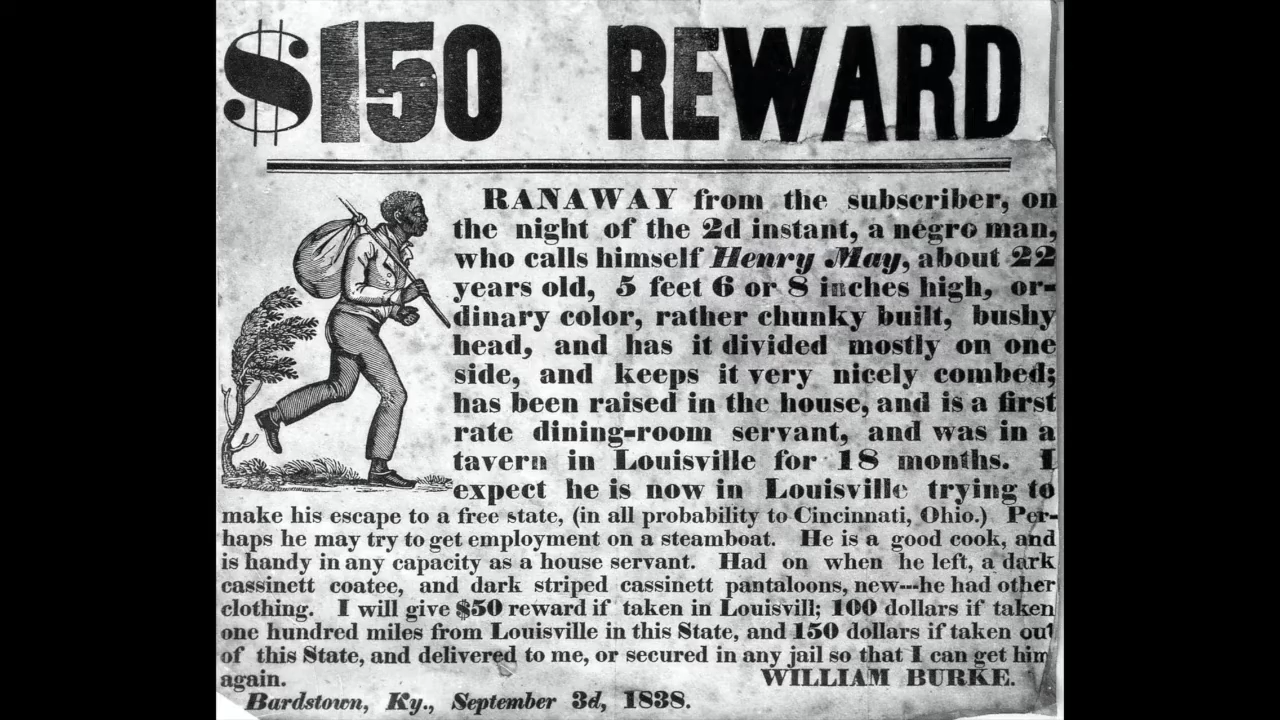 $150 REWARD
RANAWAY from the subscriber, on
the night of the 2d instant, a negro man,
who calls himself Henry May, about 22
years old, 5 feet 6 or 8 inches high, or-
dinary color, rather chunky built, bushy
head, and has it divided mostly on one
side, and keeps it very nicely combed;
has been raised in the house, and is a first
rate dining-room servant, and was in a
tavern in Louisville for 18 months. I
expect he is now in Louisville trying to
make his escape to a free state, (in all probability to Cincinnati, Ohio.) Per-
haps he may try to get employment on a steamboat. He is a good cook, and
is handy in any capacity as a house servant. Had on when he left, a dark
cassinett coatee, and dark striped cassinett pantaloons, new---he had other
clothing. I will give $50 reward if taken in Louisvill; 100 dollars if taken
one hundred miles from Louisville in this State, and 150 dollars if taken out
of this State, and delivered to me, or secured in any jail so that I can get him
again. WILLIAM BURKE.
Bardstown, Ky., September 3d, 1838.